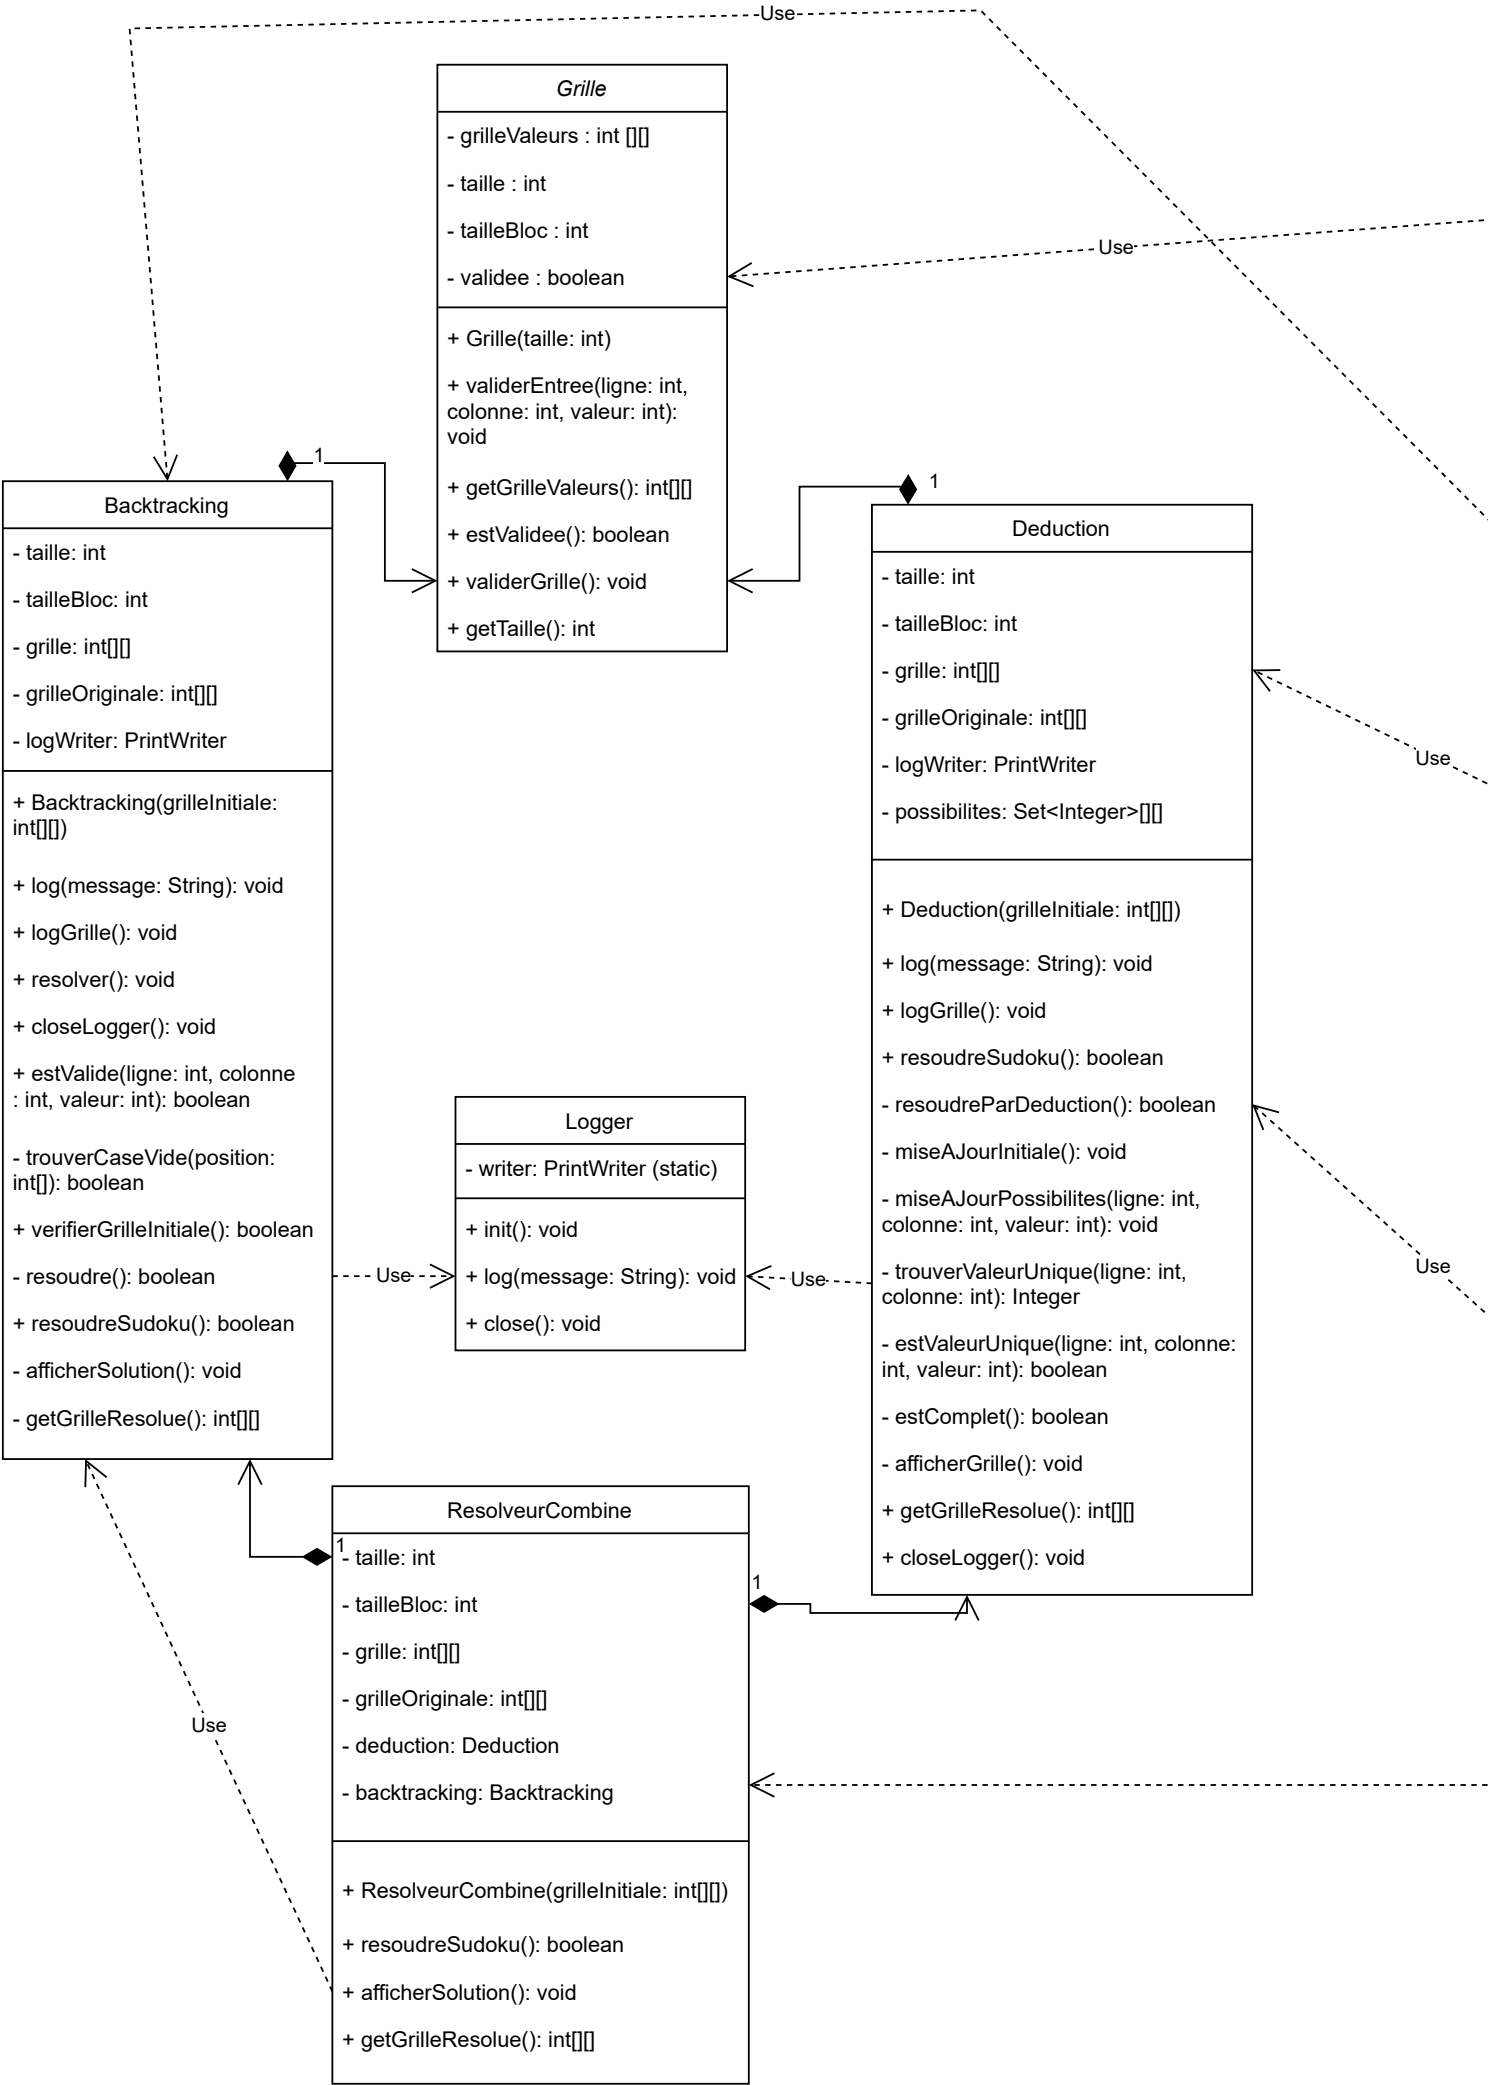 Use
Grille
- grilleValeurs : int [][]
- taille : int
- tailleBloc : int
- validee : boolean
+ Grille(taille: int)
+ validerEntree(ligne: int,
colonne: int, valeur: int):
void
+ getGrilleValeurs(): int[][]
+ estValidee(): boolean
+ validerGrille(): void
+ getTaille(): int
Use
1
1
Backtracking
- taille: int
- tailleBloc: int
- grille: int[][]
- grilleOriginale: int[][]
- logWriter: PrintWriter
+ Backtracking(grilleInitiale:
int[][])
+ log(message: String): void
+ logGrille(): void
+ resolver(): void
+ closeLogger(): void
+ estValide(ligne: int, colonne
: int, valeur: int): boolean
- trouverCaseVide(position:
int[]): boolean
+ verifierGrilleInitiale(): boolean
- resoudre(): boolean
+ resoudreSudoku(): boolean
- afficherSolution(): void
- getGrilleResolue(): int[][]
Use
Logger
- writer: PrintWriter (static)
+ init(): void
+ log(message: String): void
+ close(): void
Use
Deduction
- taille: int
- tailleBloc: int
- grille: int[][]
- grilleOriginale: int[][]
- logWriter: PrintWriter
- possibilites: Set<Integer>[][]
+ Deduction(grilleInitiale: int[][])
+ log(message: String): void
+ logGrille(): void
+ resoudreSudoku(): boolean
- resoudreParDeduction(): boolean
- miseAJourInitiale(): void
- miseAJourPossibilites(ligne: int,
colonne: int, valeur: int): void
- trouverValeurUnique(ligne: int,
colonne: int): Integer
- estValeurUnique(ligne: int, colonne:
int, valeur: int): boolean
- estComplet(): boolean
- afficherGrille(): void
+ getGrilleResolue(): int[][]
+ closeLogger(): void
Use
Use
ResolveurCombine
1
- taille: int
- tailleBloc: int
- grille: int[][]
- grilleOriginale: int[][]
- deduction: Deduction
- backtracking: Backtracking
+ ResolveurCombine(grilleInitiale: int[][])
+ resoudreSudoku(): boolean
+ afficherSolution(): void
+ getGrilleResolue(): int[][]
1
Use